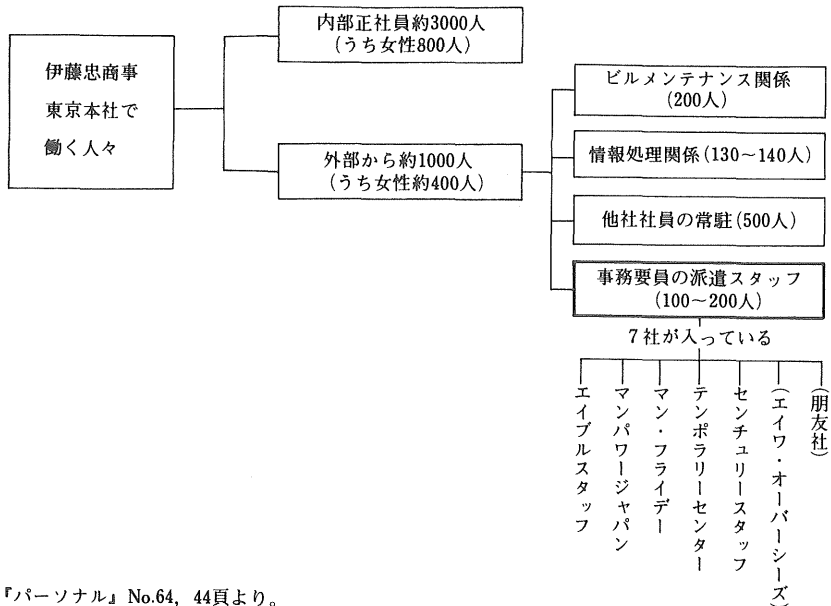 伊藤忠商事
東京本社で
働く人々
内部正社員約3000人
(うち女性800人)
外部から約1000人
(うち女性約400人)
ビルメンテナンス関係
(200人)
情報処理関係(130〜140人)
他社社員の常駐(500人)
事務要員の派遣スタッフ
(100〜200人)
7社が入っている
エイブルスタッフ
マンパワージャパン
マン・フライデー
テンポラリーセンター
センチュリースタッフ
(エイワ・オーバーシーズ)
(朋友社)
『パーソナル』No.64, 44頁より。